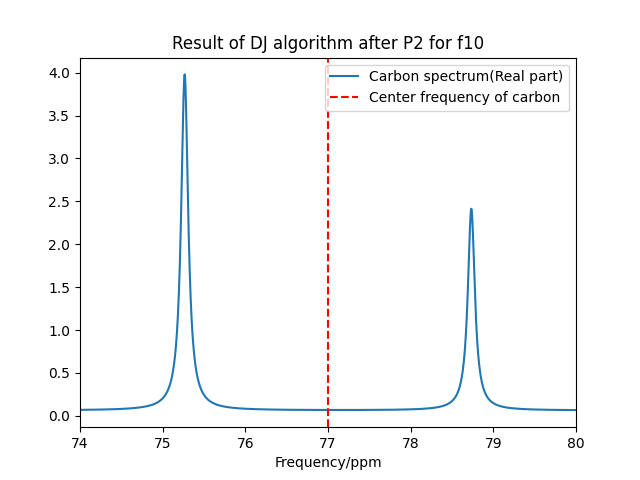 Result of DJ algorithm after P2 for f10
Carbon spectrum(Real part)
Center frequency of carbon
4.0
3.5
3.0
2.5
2.0
1.5
1.0
0.5
0.0
74 75 76 77 78 79 80
Frequency/ppm